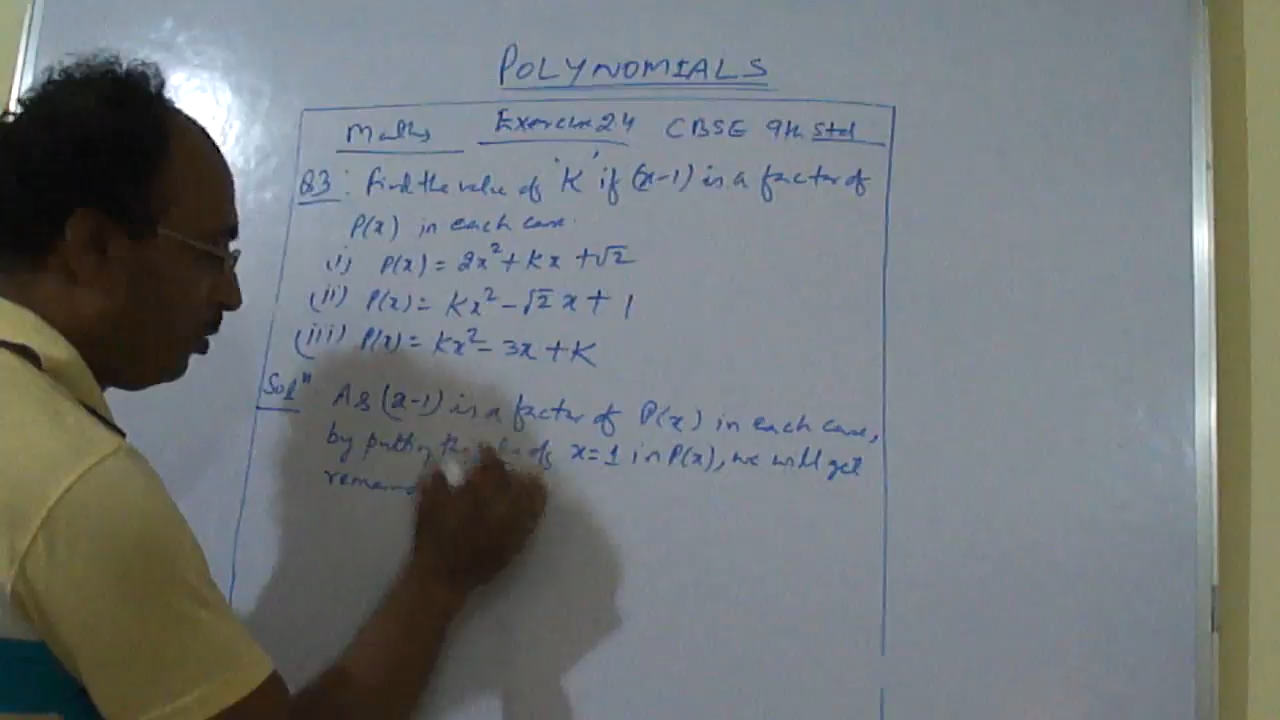 POLYNOMIALS
Maths Exercise 2.4 CBSE 9th Std
Q3: Find the value of 'K' if (x-1) is a factor of
P(x) in each case.
(i) P(x) = 2x² + Kx + √2
(ii) P(x) = Kx² - √2 x + 1
(iii) P(x) = Kx² - 3x + K
Solⁿ As (x-1) is a factor of P(x) in each case,
by putting the of x = 1 in P(x), we will get